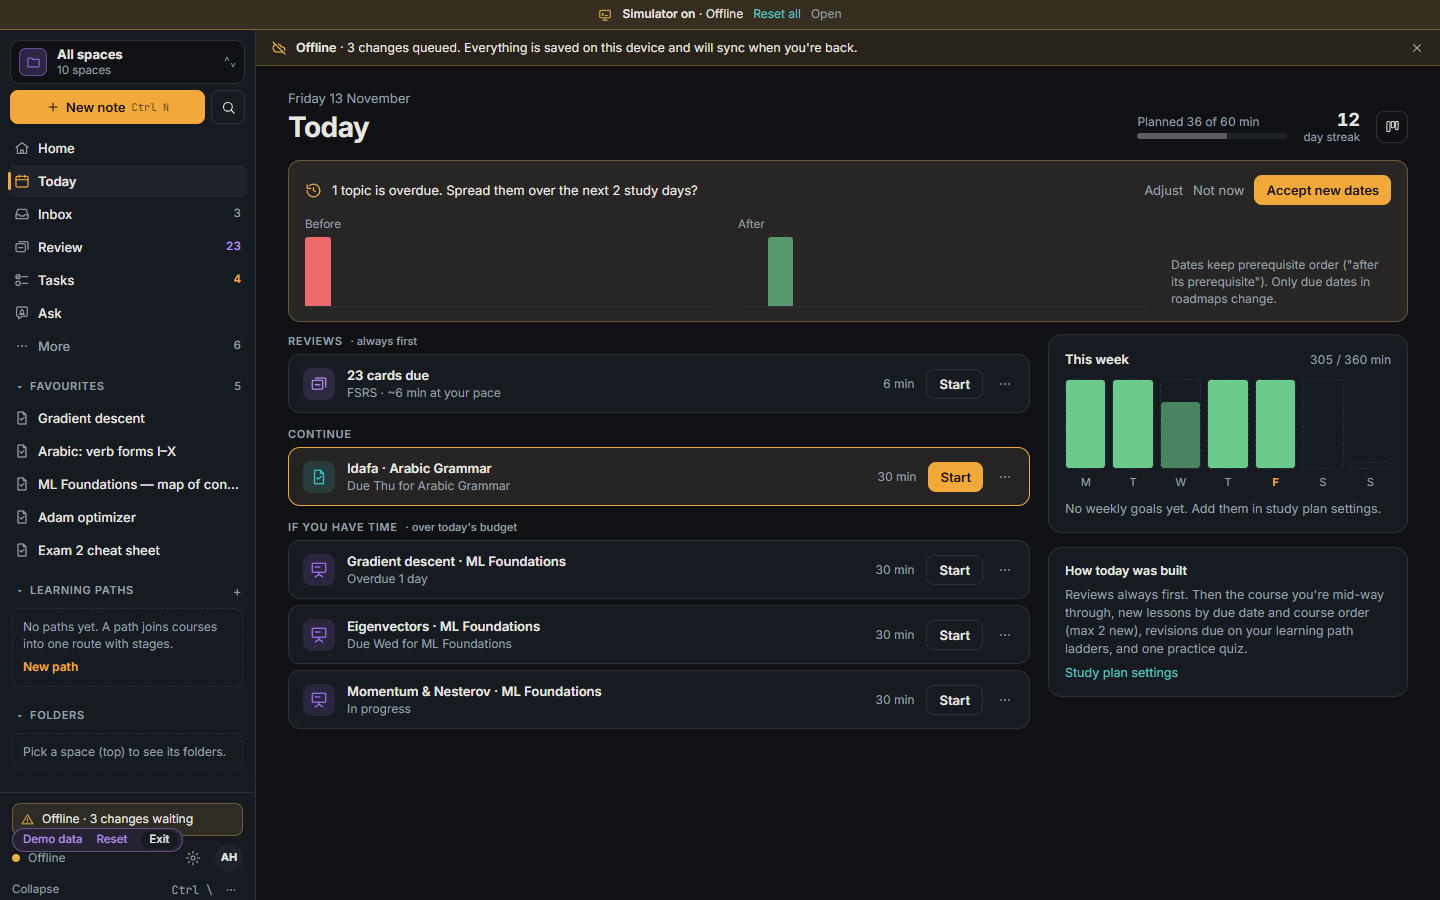 Simulator on · Offline Reset all Open
All spaces
10 spaces
New note Ctrl N
Home
Today
Inbox 3
Review 23
Tasks 4
Ask
More 6
FAVOURITES 5
Gradient descent
Arabic: verb forms I–X
ML Foundations — map of con...
Adam optimizer
Exam 2 cheat sheet
LEARNING PATHS +
No paths yet. A path joins courses
into one route with stages.
New path
FOLDERS
Pick a space (top) to see its folders.
Offline · 3 changes waiting
Demo data Reset Exit
Offline AH
Collapse Ctrl \
Offline · 3 changes queued. Everything is saved on this device and will sync when you're back.
Friday 13 November
Today
Planned 36 of 60 min
12
day streak
1 topic is overdue. Spread them over the next 2 study days?
Adjust Not now Accept new dates
Before
After
Dates keep prerequisite order ("after
its prerequisite"). Only due dates in
roadmaps change.
REVIEWS · always first
23 cards due
FSRS · ~6 min at your pace
6 min Start
CONTINUE
Idafa · Arabic Grammar
Due Thu for Arabic Grammar
30 min Start
IF YOU HAVE TIME · over today's budget
Gradient descent · ML Foundations
Overdue 1 day
30 min Start
Eigenvectors · ML Foundations
Due Wed for ML Foundations
30 min Start
Momentum & Nesterov · ML Foundations
In progress
30 min Start
This week 305 / 360 min
M T W T F S S
No weekly goals yet. Add them in study plan settings.
How today was built
Reviews always first. Then the course you're mid-way
through, new lessons by due date and course order
(max 2 new), revisions due on your learning path
ladders, and one practice quiz.
Study plan settings